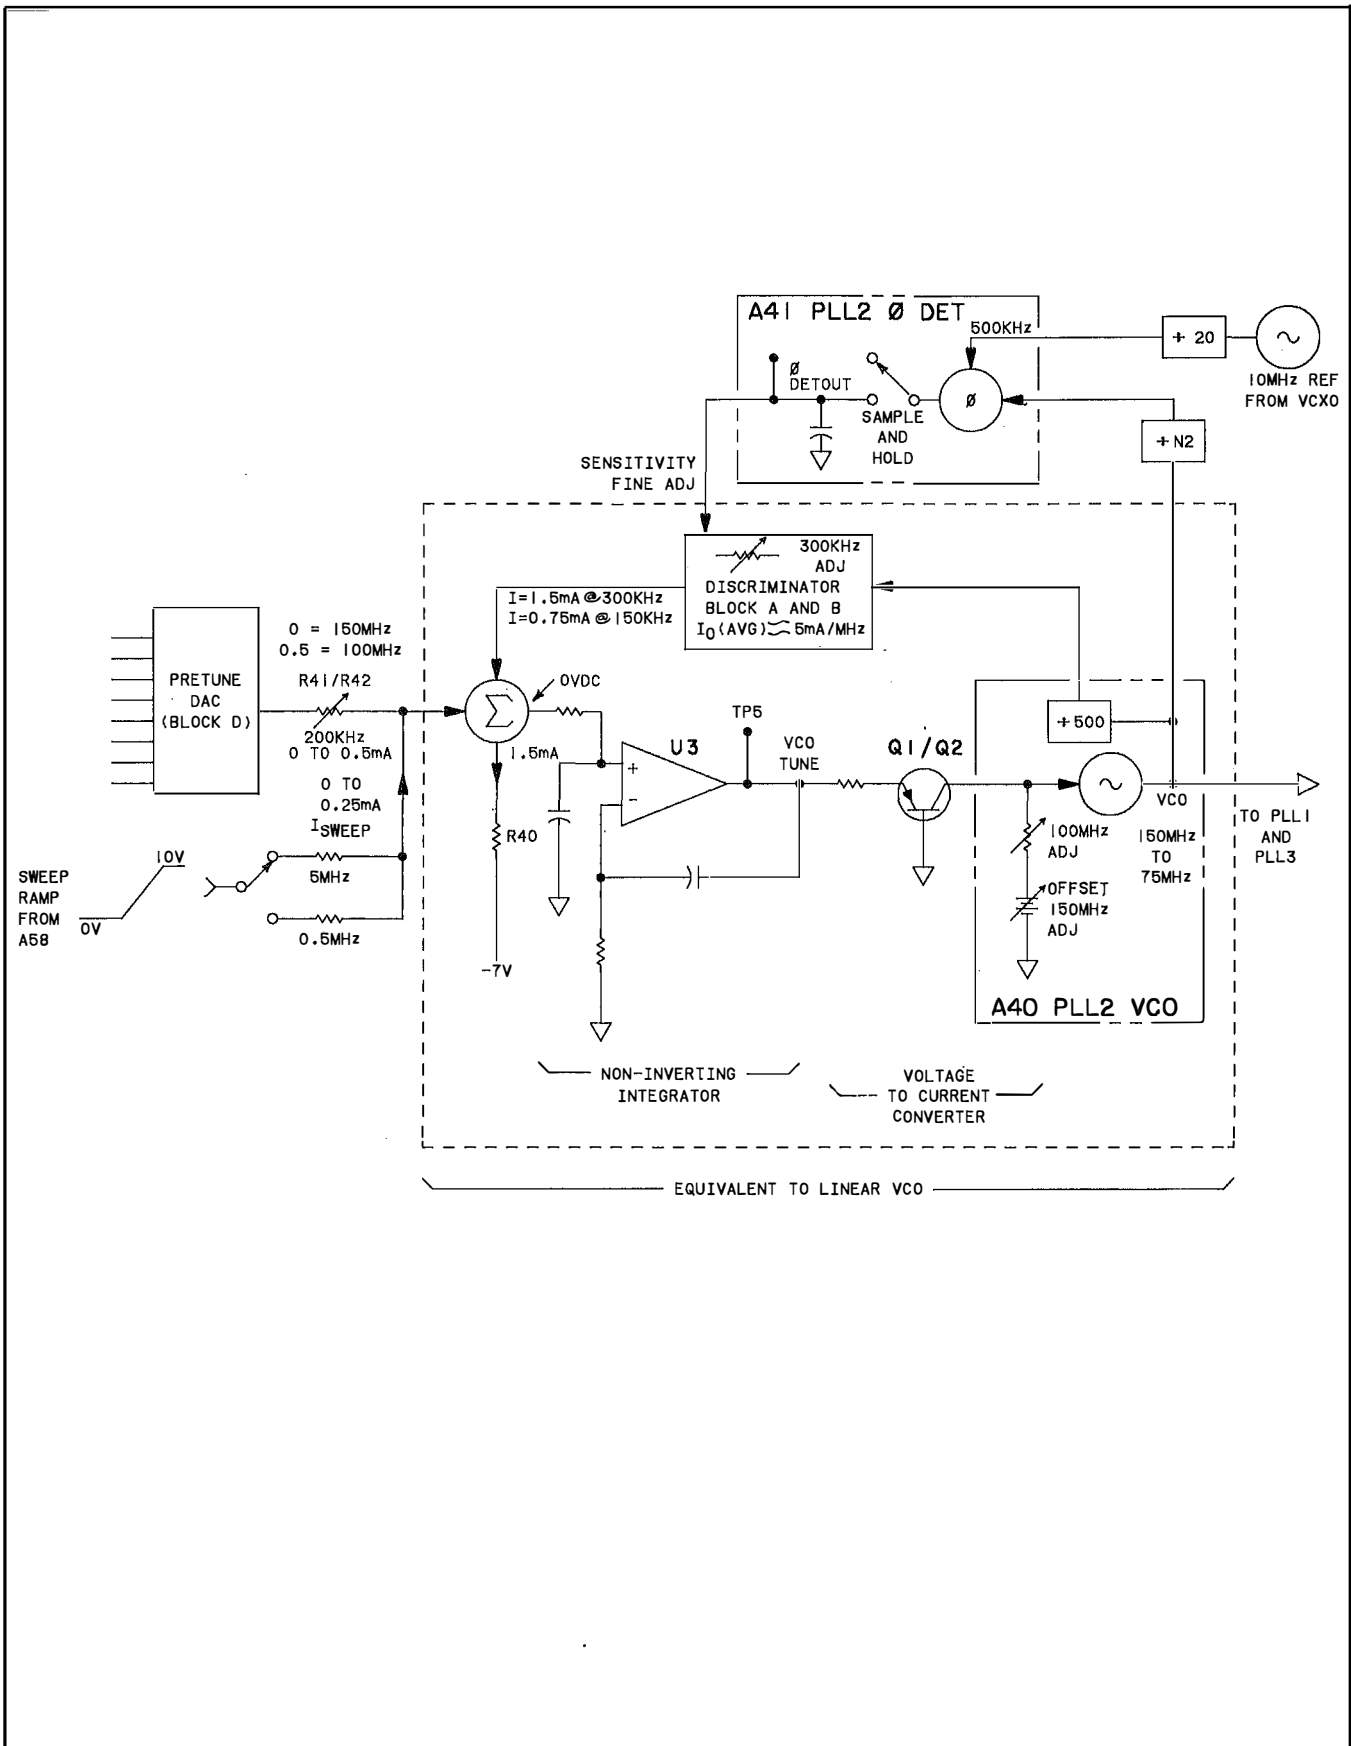 A41 PLL2 Ø DET
500KHz
÷ 20
Ø
DETOUT
Ø
10MHz REF
FROM VCXO
SAMPLE
AND
HOLD
÷ N2
SENSITIVITY
FINE ADJ
300KHz
ADJ
DISCRIMINATOR
BLOCK A AND B
IO(AVG)≈5mA/MHz
I=1.5mA@300KHz
I=0.75mA@150KHz
0 = 150MHz
0.5 = 100MHz
PRETUNE
DAC
(BLOCK D)
R41/R42
200KHz
0 TO 0.5mA
Σ
0VDC
1.5mA
TP5
U3
+
−
VCO
TUNE
Q1/Q2
÷500
VCO
150MHz
TO
75MHz
TO PLL1
AND
PLL3
0 TO
0.25mA
ISWEEP
R40
100MHz
ADJ
OFFSET
150MHz
ADJ
SWEEP
RAMP
FROM
A58
10V
0V
5MHz
0.5MHz
-7V
A40 PLL2 VCO
NON-INVERTING
INTEGRATOR
VOLTAGE
TO CURRENT
CONVERTER
EQUIVALENT TO LINEAR VCO